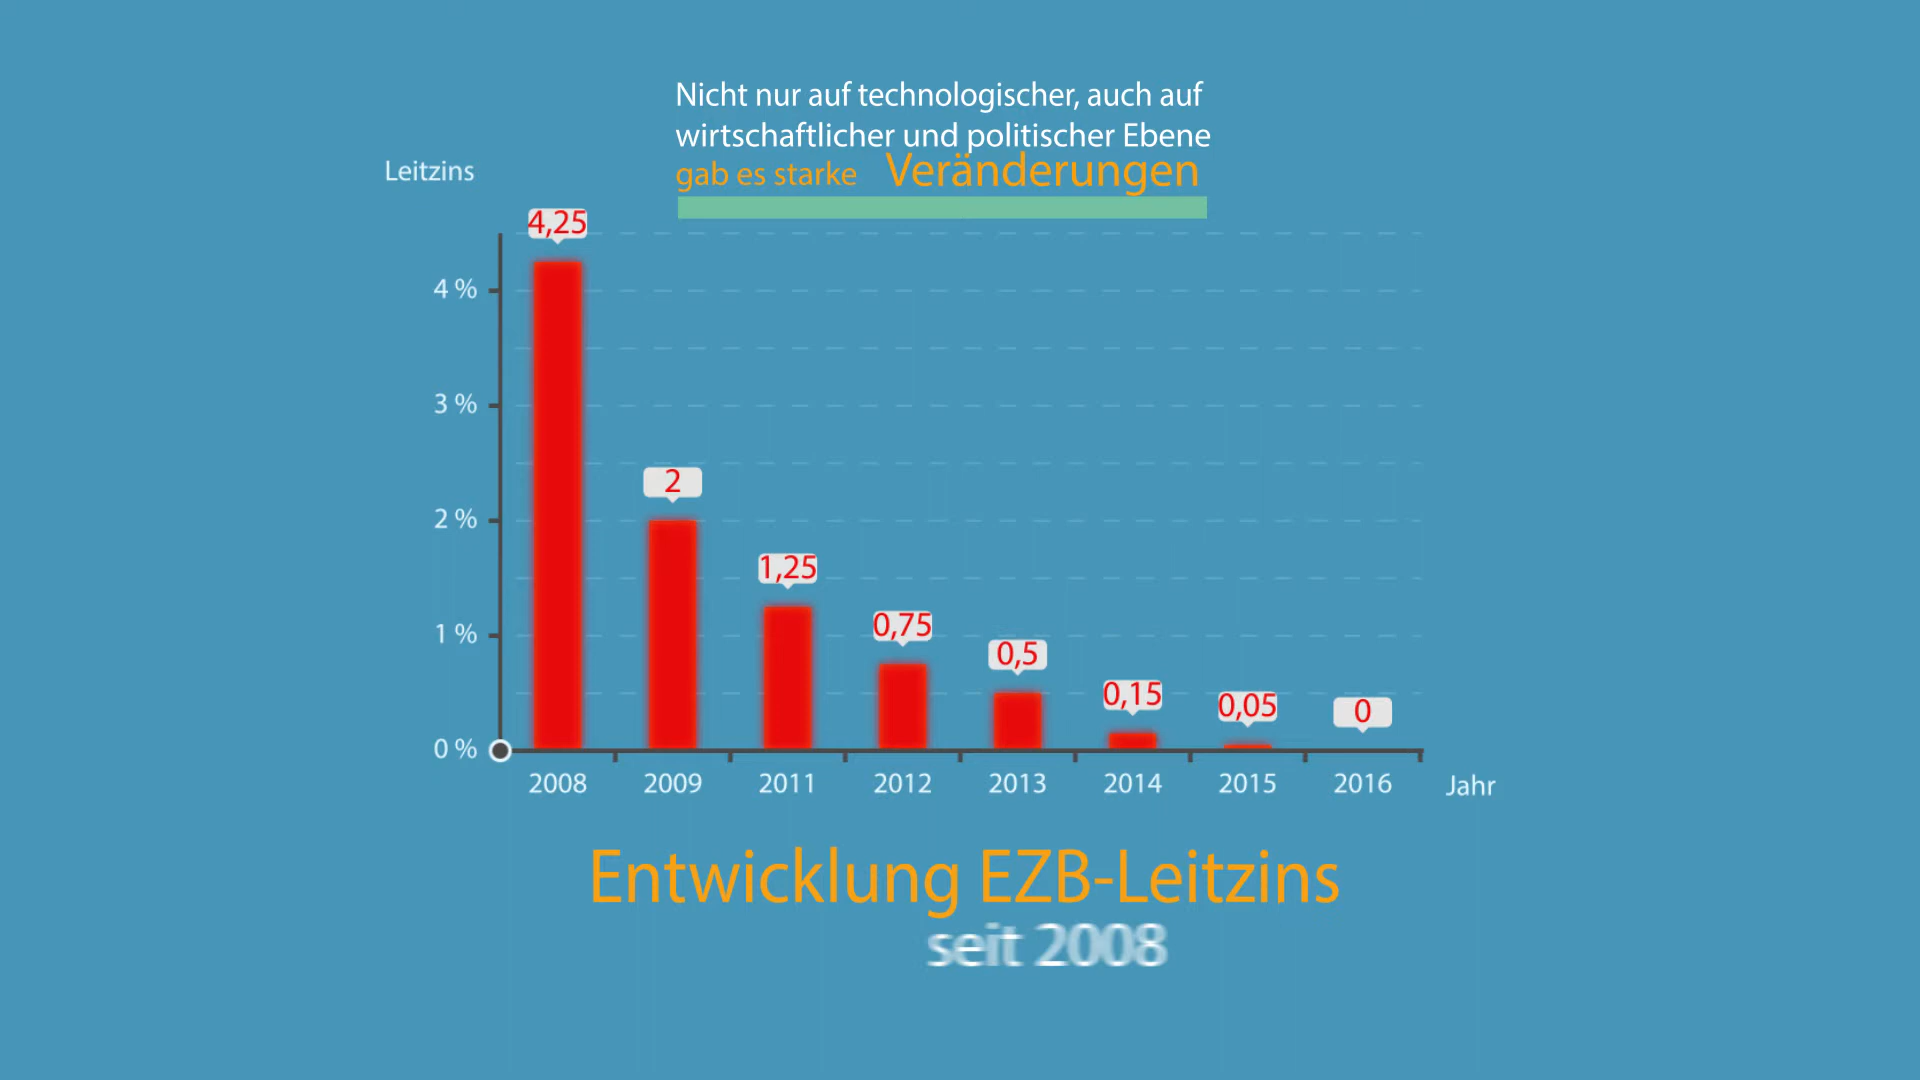 Nicht nur auf technologischer, auch auf
wirtschaftlicher und politischer Ebene
gab es starke Veränderungen
Leitzins
4,25
4 %
3 %
2
2 %
1,25
0,75
1 %
0,5
0,15
0,05
0
0 %
2008 2009 2011 2012 2013 2014 2015 2016 Jahr
Entwicklung EZB-Leitzins
seit 2008